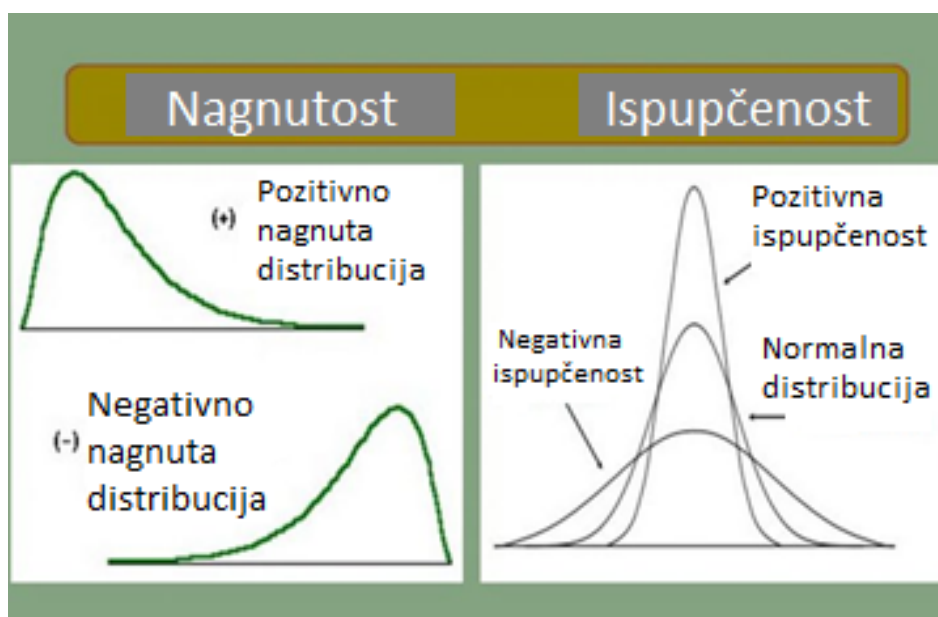 Nagnutost
Ispupčenost
(+)
Pozitivno
nagnuta
distribucija
Negativno
(-) nagnuta
distribucija
Pozitivna
ispupčenost
Negativna
ispupčenost
Normalna
distribucija